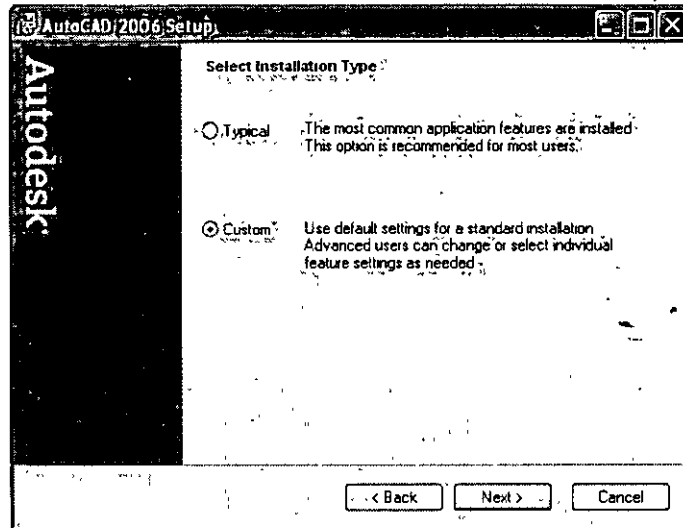 AutoCAD 2006 Setup
Autodesk
Select Installation Type
Typical
The most common application features are installed
This option is recommended for most users.
Custom
Use default settings for a standard installation
Advanced users can change or select individual
feature settings as needed
< Back
Next >
Cancel